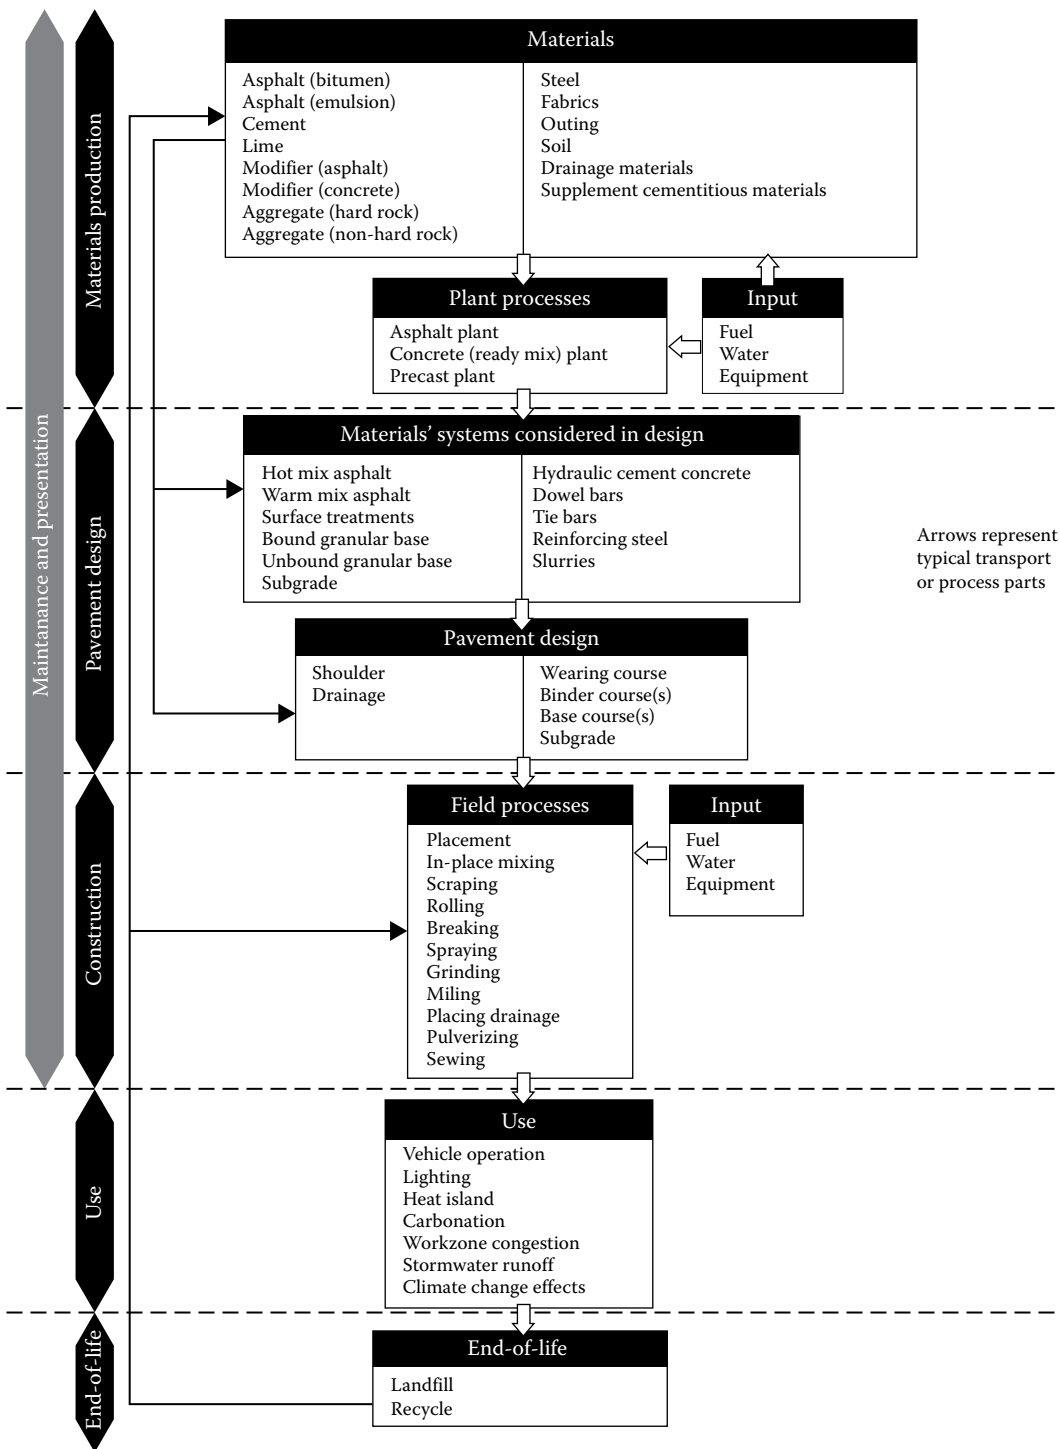 Maintanance and presentation
Materials production
Materials
Asphalt (bitumen)
Asphalt (emulsion)
Cement
Lime
Modifier (asphalt)
Modifier (concrete)
Aggregate (hard rock)
Aggregate (non-hard rock)
Steel
Fabrics
Outing
Soil
Drainage materials
Supplement cementitious materials
Plant processes
Asphalt plant
Concrete (ready mix) plant
Precast plant
Input
Fuel
Water
Equipment
Pavement design
Materials’ systems considered in design
Hot mix asphalt
Warm mix asphalt
Surface treatments
Bound granular base
Unbound granular base
Subgrade
Hydraulic cement concrete
Dowel bars
Tie bars
Reinforcing steel
Slurries
Arrows represent
typical transport
or process parts
Pavement design
Shoulder
Drainage
Wearing course
Binder course(s)
Base course(s)
Subgrade
Construction
Field processes
Placement
In-place mixing
Scraping
Rolling
Breaking
Spraying
Grinding
Miling
Placing drainage
Pulverizing
Sewing
Input
Fuel
Water
Equipment
Use
Use
Vehicle operation
Lighting
Heat island
Carbonation
Workzone congestion
Stormwater runoff
Climate change effects
End-of-life
End-of-life
Landfill
Recycle